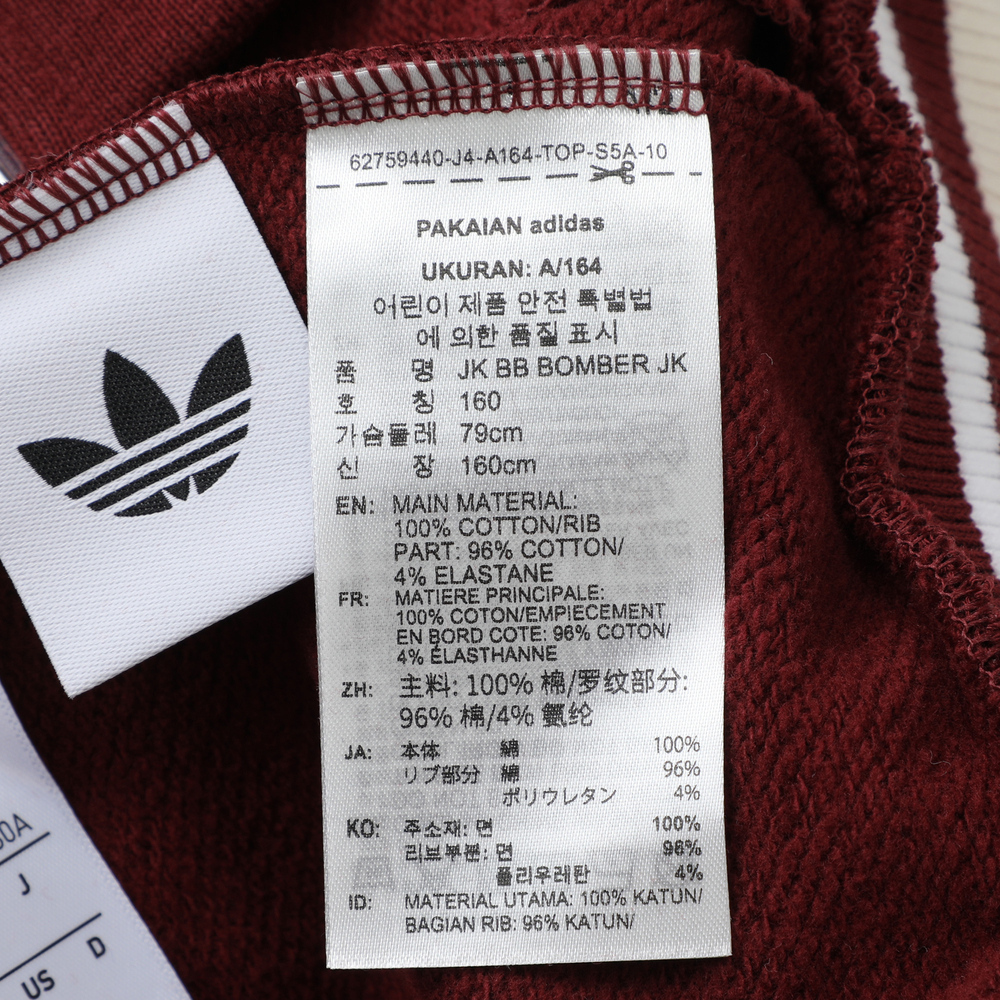 62759440-J4-A164-TOP-S5A-10
PAKAIAN adidas
UKURAN: A/164
어린이 제품 안전 특별법
에 의한 품질 표시
품 명 JK BB BOMBER JK
호 칭 160
가슴둘레 79cm
신 장 160cm
EN: MAIN MATERIAL:
100% COTTON/RIB
PART: 96% COTTON/
4% ELASTANE
FR: MATIERE PRINCIPALE:
100% COTON/EMPIECEMENT
EN BORD COTE: 96% COTON/
4% ÉLASTHANNE
ZH: 主料: 100% 棉/罗纹部分:
96% 棉/4% 氨纶
JA: 本体 綿 100%
リブ部分 綿 96%
ポリウレタン 4%
KO: 주소재: 면 100%
리브부분: 면 96%
폴리우레탄 4%
ID: MATERIAL UTAMA: 100% KATUN/
BAGIAN RIB: 96% KATUN/
J
D
US